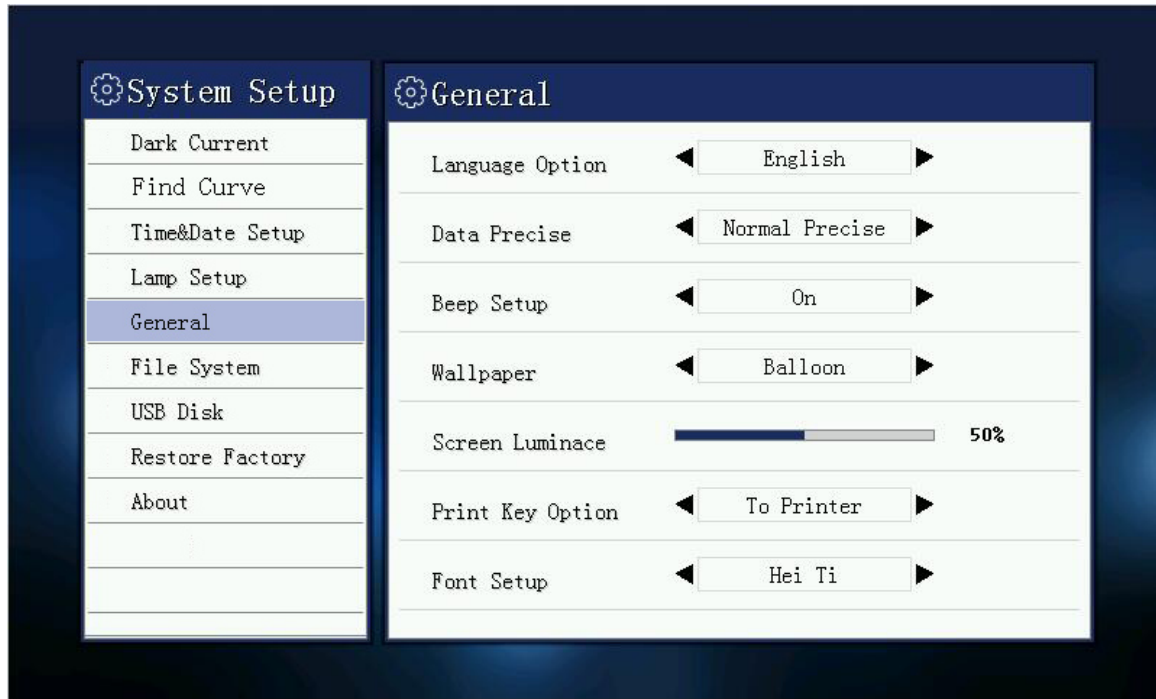 System Setup
Dark Current
Find Curve
Time&Date Setup
Lamp Setup
General
File System
USB Disk
Restore Factory
About
General
Language Option English
Data Precise Normal Precise
Beep Setup On
Wallpaper Balloon
Screen Luminace 50%
Print Key Option To Printer
Font Setup Hei Ti